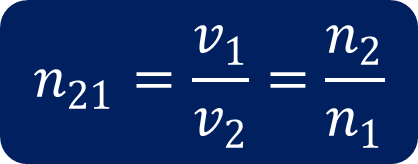 n₂₁ = v₁/v₂ = n₂/n₁